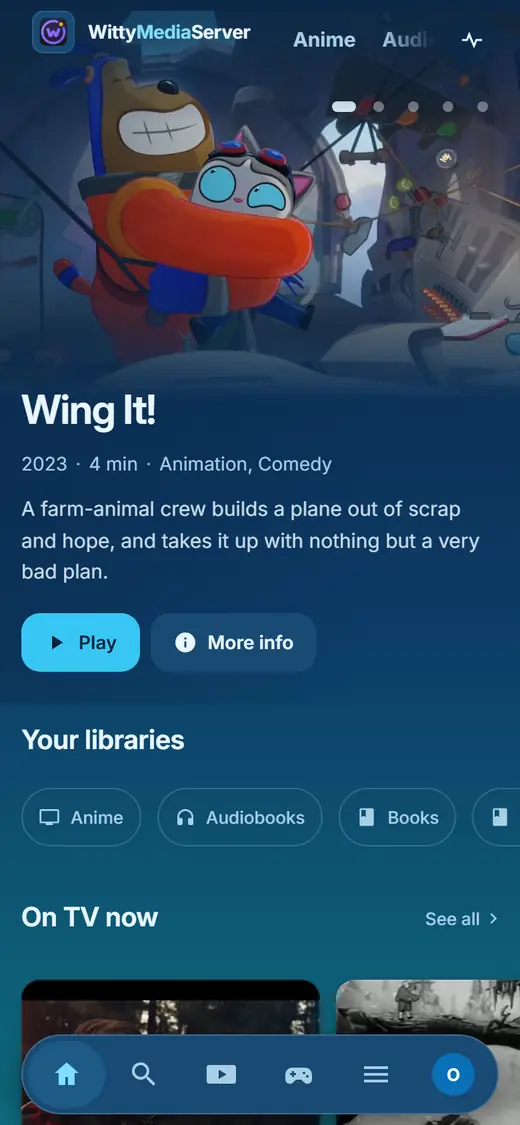 WittyMediaServer
Anime
Audi
Wing It!
2023 · 4 min · Animation, Comedy
A farm-animal crew builds a plane out of scrap
and hope, and takes it up with nothing but a very
bad plan.
Play
More info
Your libraries
Anime
Audiobooks
Books
On TV now
See all
O